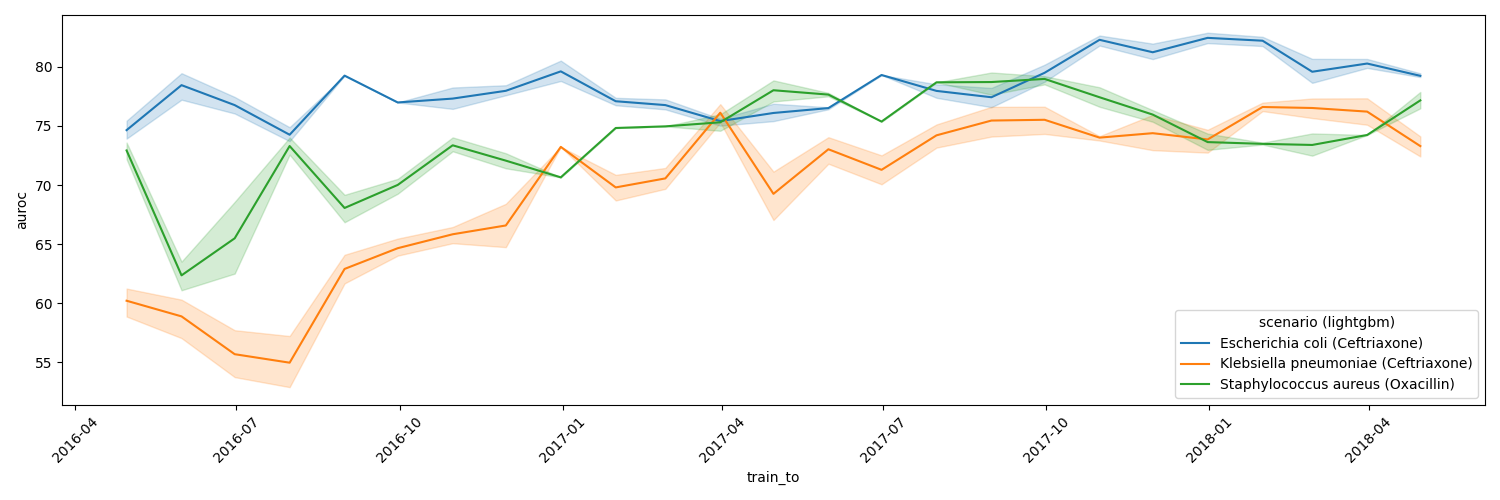 80
75
70
65
60
55
auroc
2016-04
2016-07
2016-10
2017-01
2017-04
2017-07
2017-10
2018-01
2018-04
train_to
scenario (lightgbm)
Escherichia coli (Ceftriaxone)
Klebsiella pneumoniae (Ceftriaxone)
Staphylococcus aureus (Oxacillin)